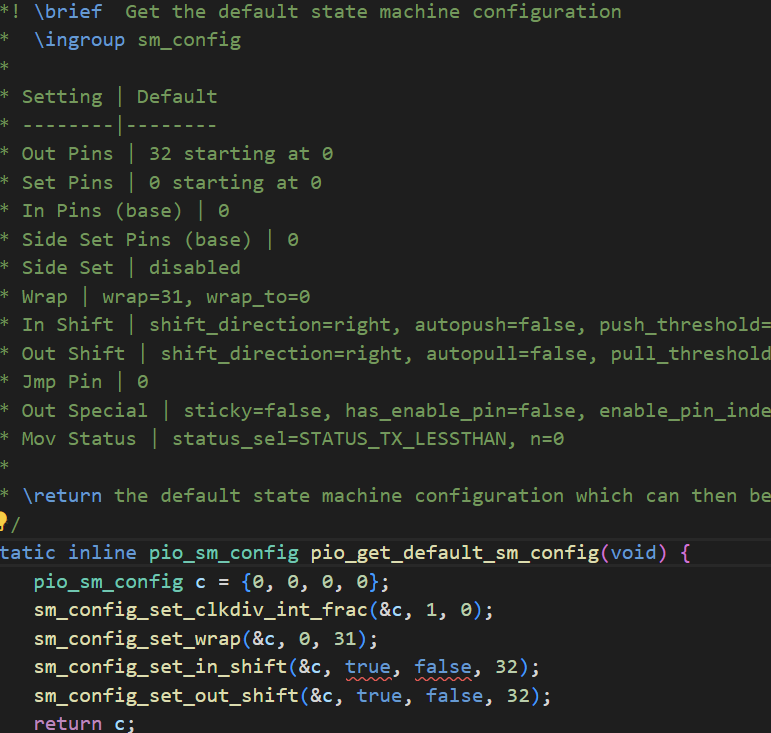 *! \brief  Get the default state machine configuration
*  \ingroup sm_config
*
* Setting | Default
* --------|--------
* Out Pins | 32 starting at 0
* Set Pins | 0 starting at 0
* In Pins (base) | 0
* Side Set Pins (base) | 0
* Side Set | disabled
* Wrap | wrap=31, wrap_to=0
* In Shift | shift_direction=right, autopush=false, push_threshold=
* Out Shift | shift_direction=right, autopull=false, pull_threshold
* Jmp Pin | 0
* Out Special | sticky=false, has_enable_pin=false, enable_pin_inde
* Mov Status | status_sel=STATUS_TX_LESSTHAN, n=0
*
* \return the default state machine configuration which can then be
/
tatic inline pio_sm_config pio_get_default_sm_config(void) {
pio_sm_config c = {0, 0, 0, 0};
sm_config_set_clkdiv_int_frac(&c, 1, 0);
sm_config_set_wrap(&c, 0, 31);
sm_config_set_in_shift(&c, true, false, 32);
sm_config_set_out_shift(&c, true, false, 32);
return c;